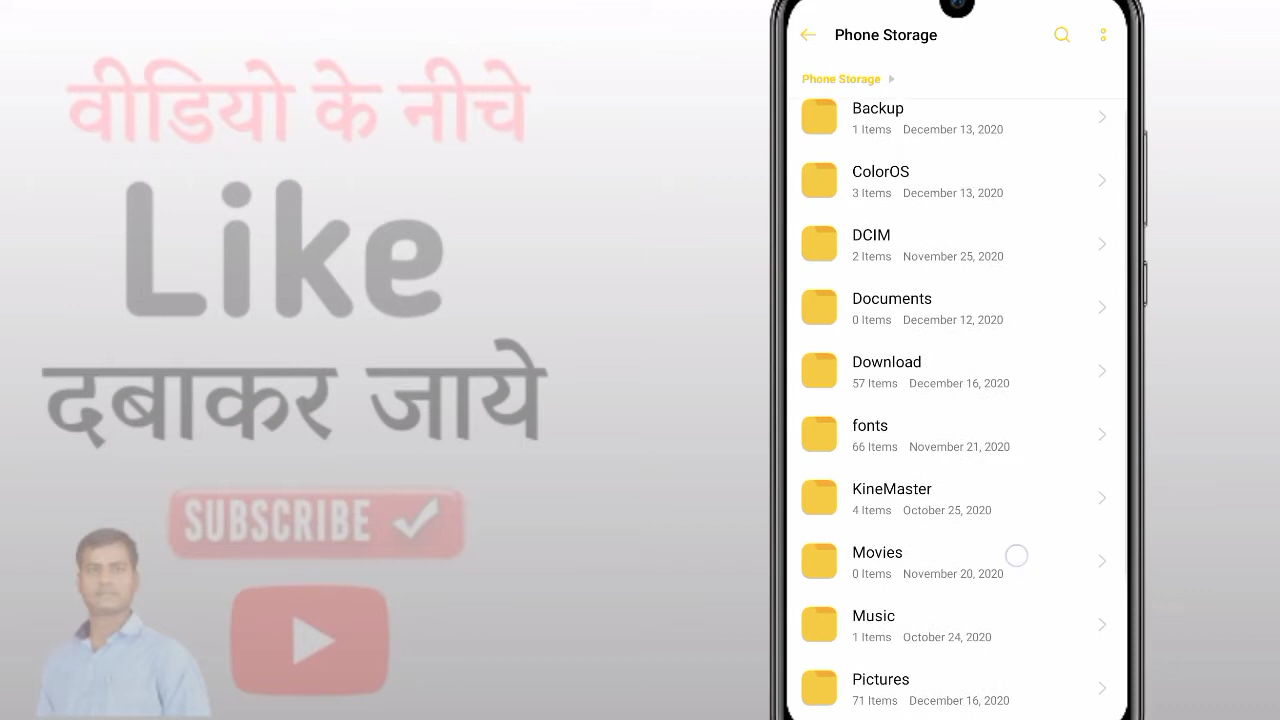 वीडियो के नीचे
Like
दबाकर जाये
SUBSCRIBE
Phone Storage
Phone Storage
Backup
1 Items December 13, 2020
ColorOS
3 Items December 13, 2020
DCIM
2 Items November 25, 2020
Documents
0 Items December 12, 2020
Download
57 Items December 16, 2020
fonts
66 Items November 21, 2020
KineMaster
4 Items October 25, 2020
Movies
0 Items November 20, 2020
Music
1 Items October 24, 2020
Pictures
71 Items December 16, 2020